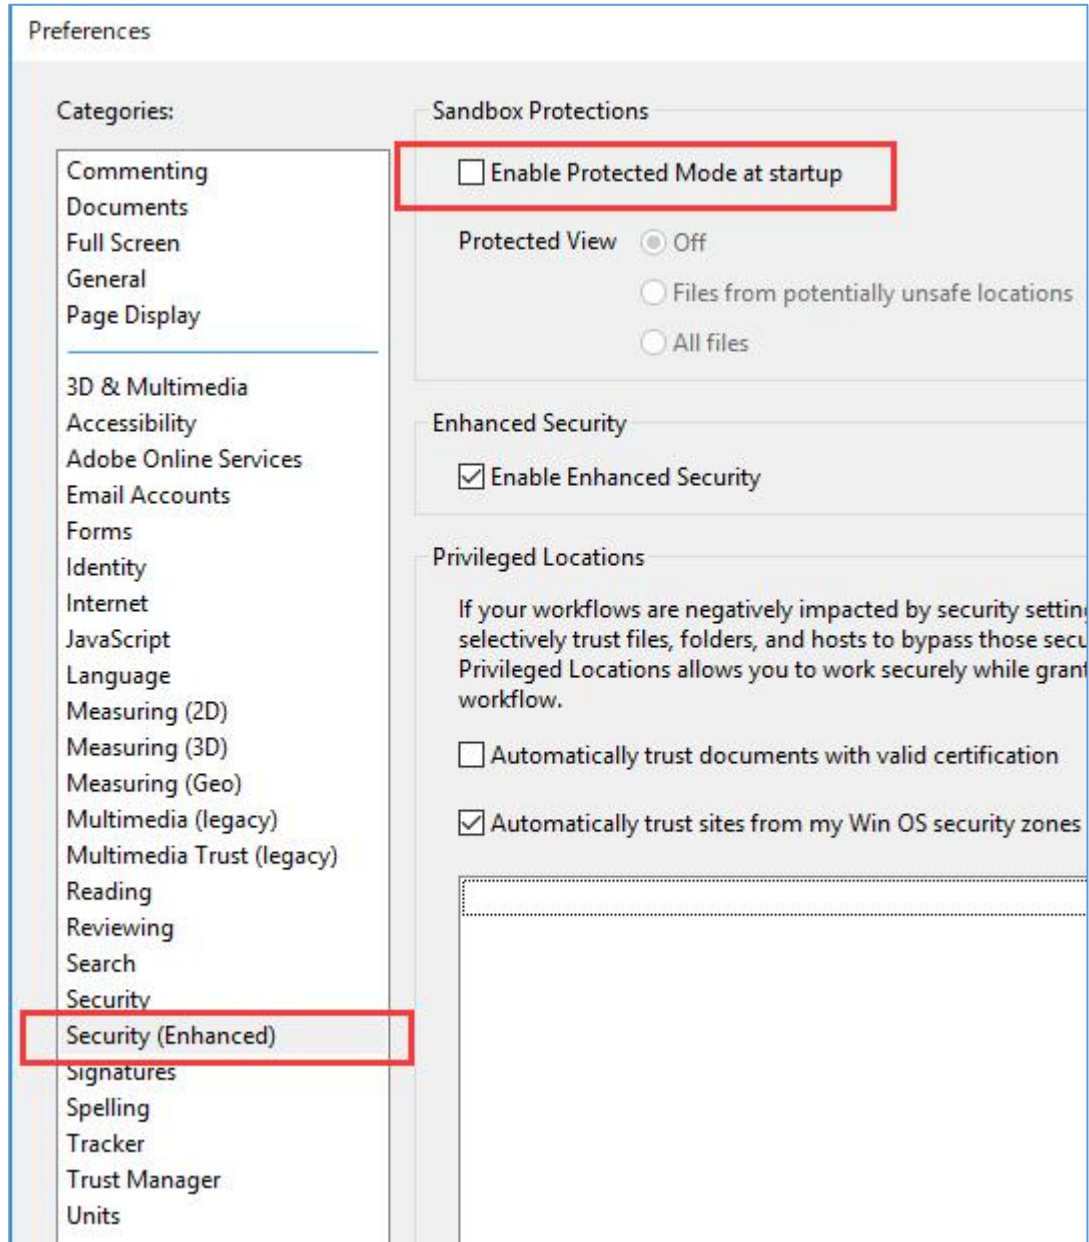 Preferences
Categories:
Commenting
Documents
Full Screen
General
Page Display
3D & Multimedia
Accessibility
Adobe Online Services
Email Accounts
Forms
Identity
Internet
JavaScript
Language
Measuring (2D)
Measuring (3D)
Measuring (Geo)
Multimedia (legacy)
Multimedia Trust (legacy)
Reading
Reviewing
Search
Security
Security (Enhanced)
Signatures
Spelling
Tracker
Trust Manager
Units
Sandbox Protections
Enable Protected Mode at startup
Protected View
Off
Files from potentially unsafe locations
All files
Enhanced Security
Enable Enhanced Security
Privileged Locations
If your workflows are negatively impacted by security
selectively trust files, folders, and hosts to bypass those
Privileged Locations allows you to work securely while
workflow.
Automatically trust documents with valid certification
Automatically trust sites from my Win OS security zones